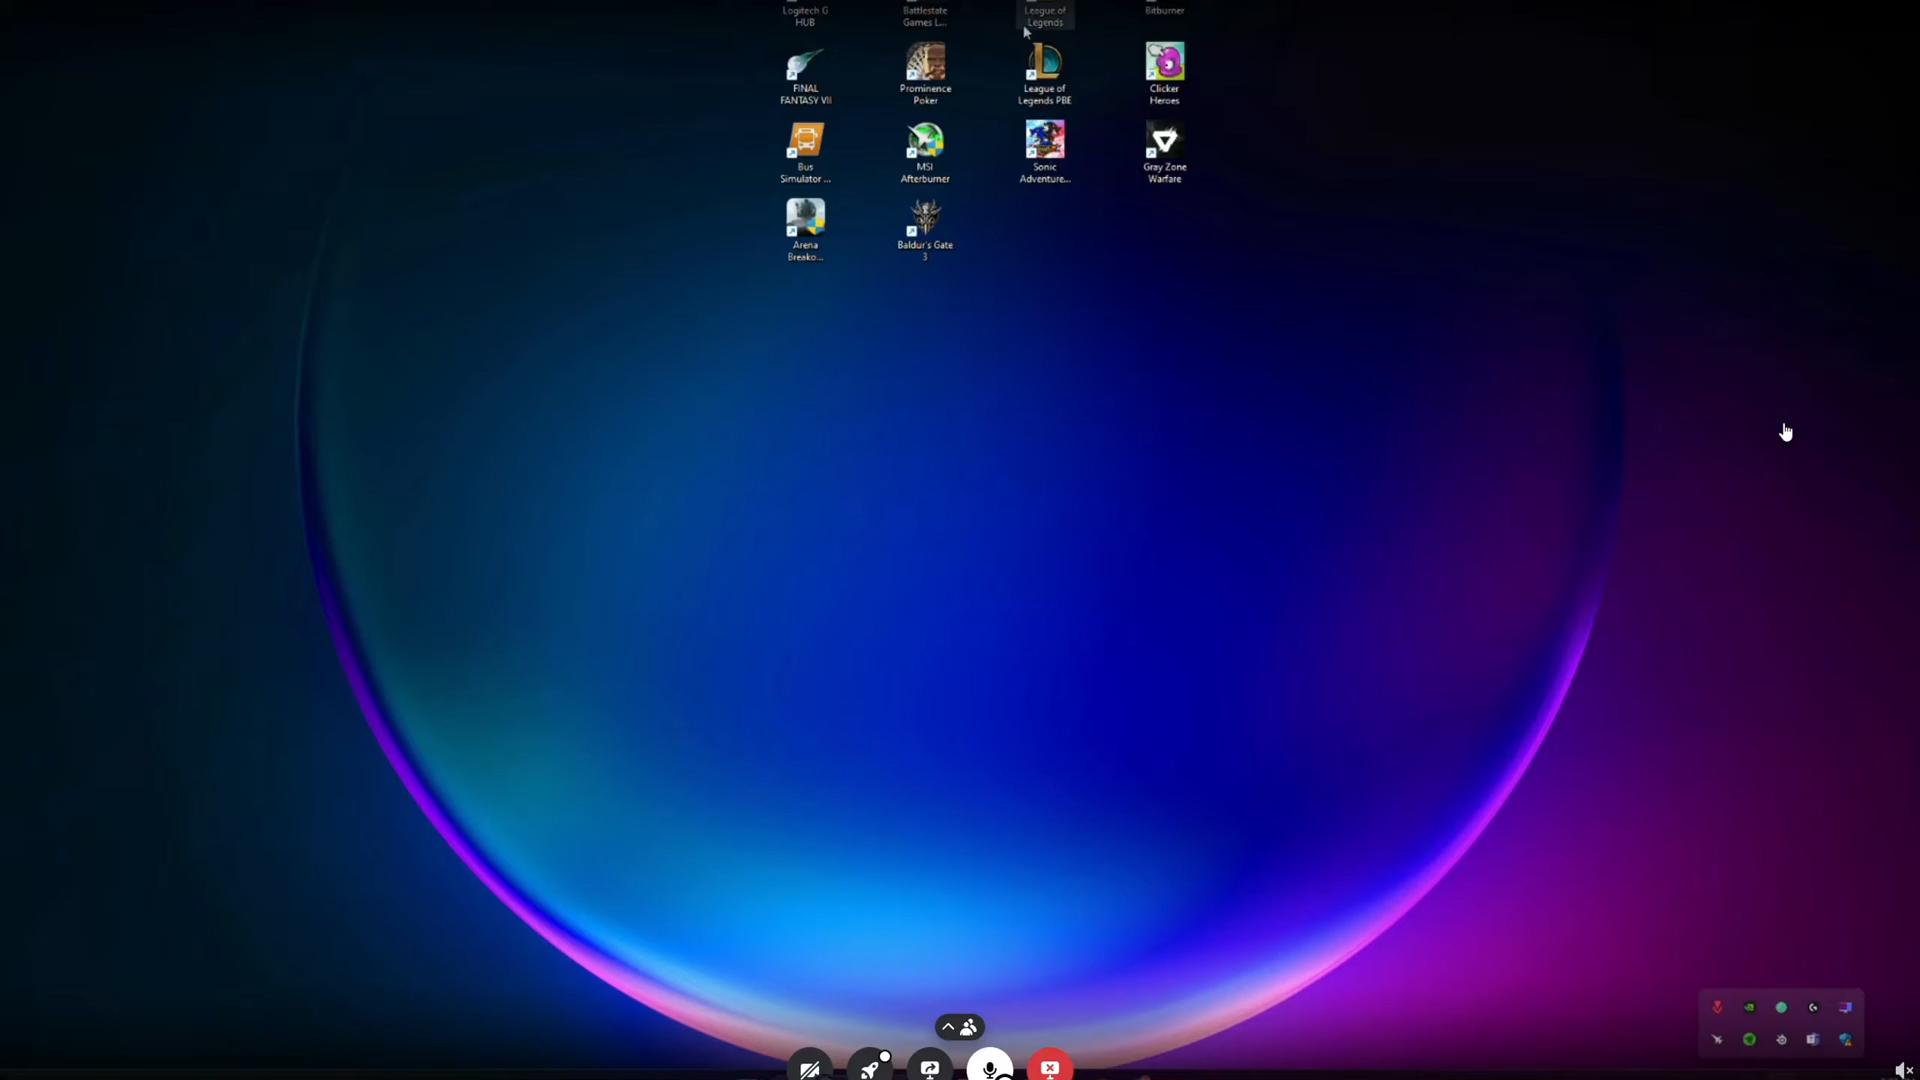 Logitech G
HUB
Battlestate
Games L...
League of
Legends
Bitburner
FINAL
FANTASY VII
Prominence
Poker
League of
Legends PBE
Clicker
Heroes
Bus
Simulator ...
MSI
Afterburner
Sonic
Adventure...
Gray Zone
Warfare
Arena
Breako...
Baldur's Gate
3